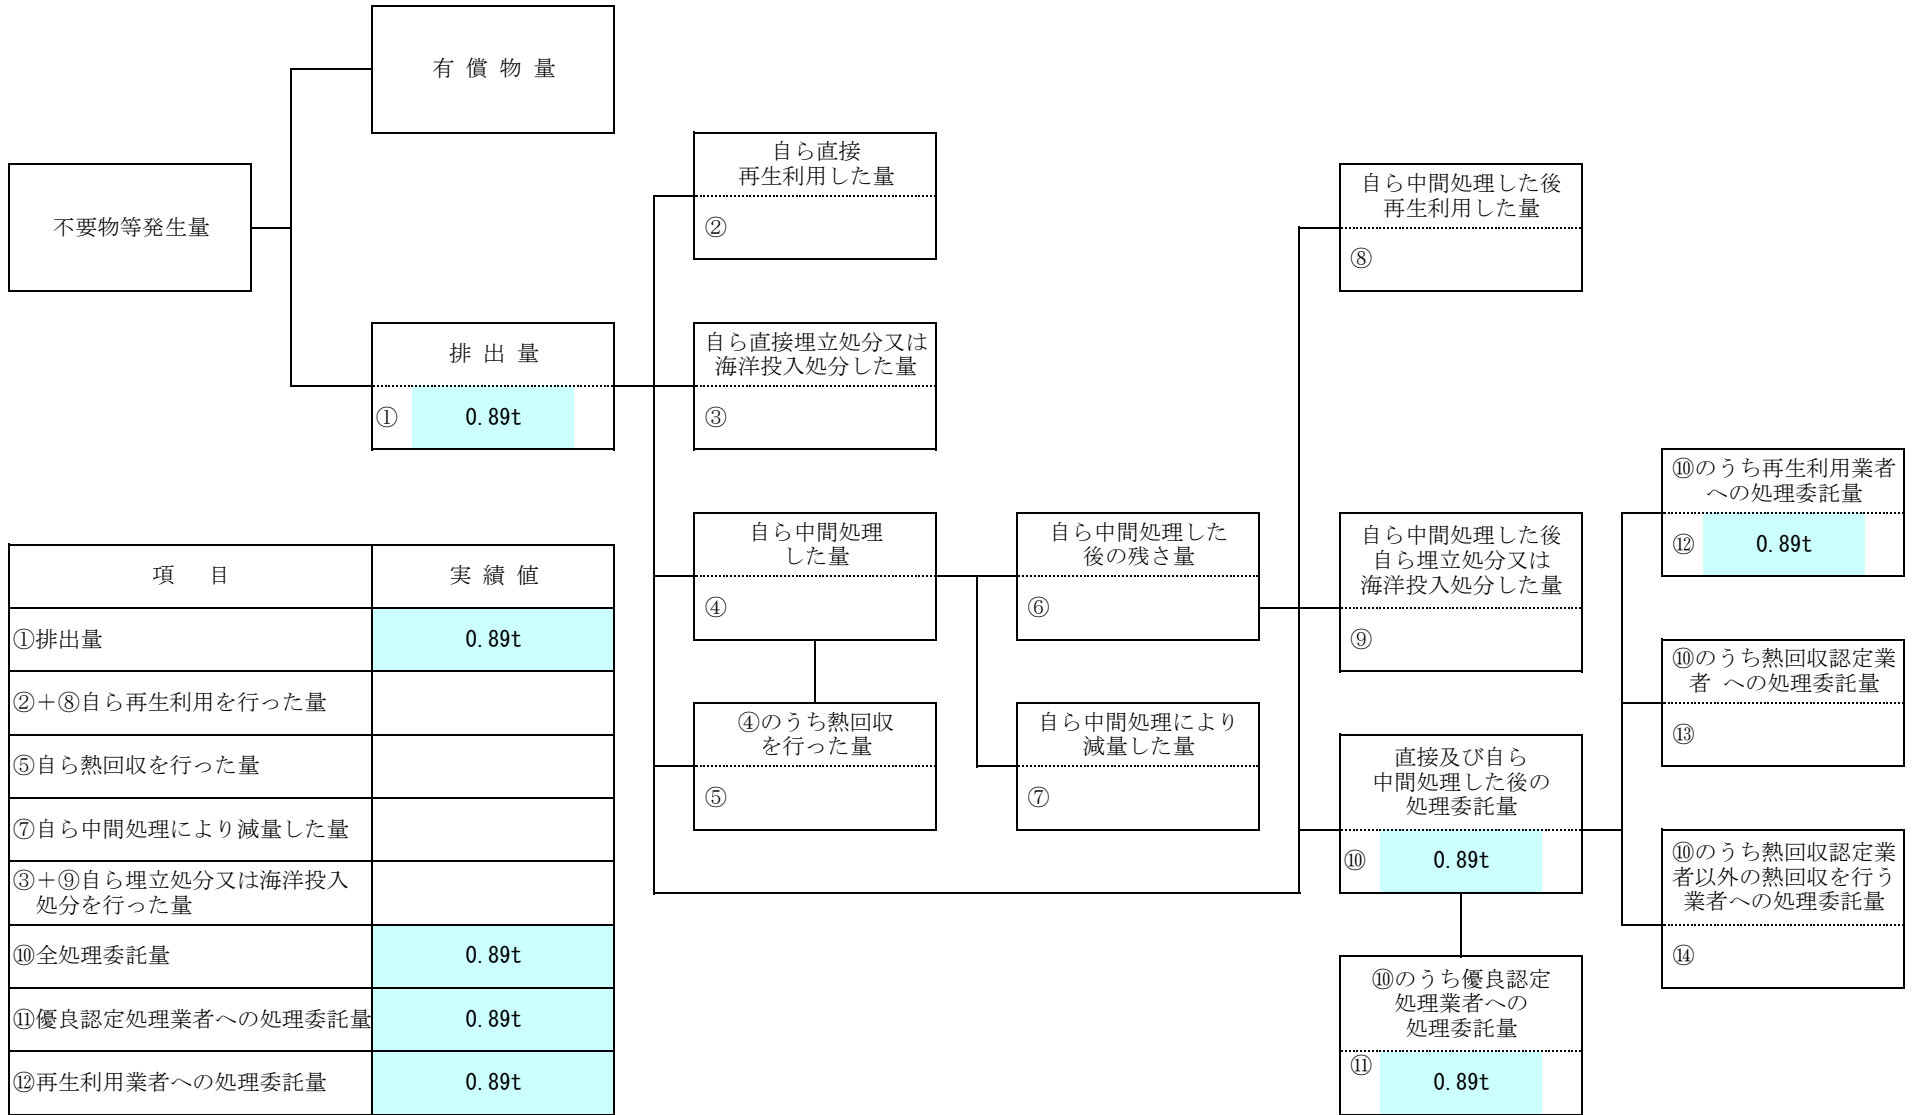 有 償 物 量
不要物等発生量
排 出 量
① 0.89t
自ら直接
再生利用した量
②
自ら直接埋立処分又は
海洋投入処分した量
③
自ら中間処理
した量
④
④のうち熱回収
を行った量
⑤
自ら中間処理した
後の残さ量
⑥
自ら中間処理により
減量した量
⑦
自ら中間処理した後
再生利用した量
⑧
自ら中間処理した後
自ら埋立処分又は
海洋投入処分した量
⑨
直接及び自ら
中間処理した後の
処理委託量
⑩ 0.89t
⑩のうち優良認定
処理業者への
処理委託量
⑪ 0.89t
⑩のうち再生利用業者
への処理委託量
⑫ 0.89t
⑩のうち熱回収認定業
者 への処理委託量
⑬
⑩のうち熱回収認定業
者以外の熱回収を行う
業者への処理委託量
⑭
項 目 実 績 値
①排出量 0.89t
②+⑧自ら再生利用を行った量
⑤自ら熱回収を行った量
⑦自ら中間処理により減量した量
③+⑨自ら埋立処分又は海洋投入
処分を行った量
⑩全処理委託量 0.89t
⑪優良認定処理業者への処理委託量 0.89t
⑫再生利用業者への処理委託量 0.89t